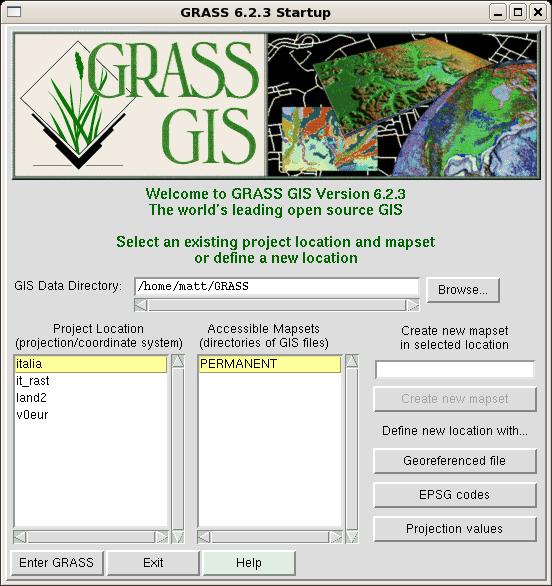 GRASS 6.2.3 Startup
GRASS
GIS
Welcome to GRASS GIS Version 6.2.3
The world's leading open source GIS
Select an existing project location and mapset
or define a new location
GIS Data Directory:
/home/matt/GRASS
Browse...
Project Location
(projection/coordinate system)
italia
it_rast
land2
v0eur
Accessible Mapsets
(directories of GIS files)
PERMANENT
Create new mapset
in selected location
Create new mapset
Define new location with...
Georeferenced file
EPSG codes
Projection values
Enter GRASS
Exit
Help